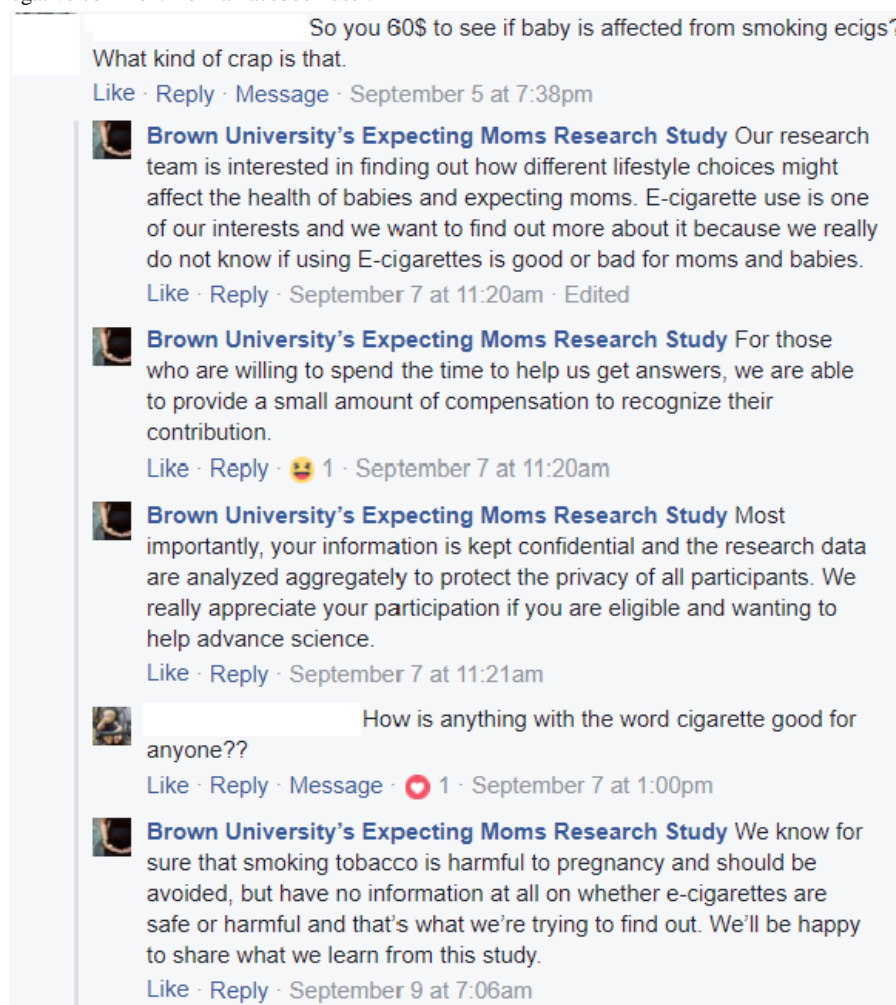 So you 60$ to see if baby is affected from smoking ecigs?
What kind of crap is that.
Like · Reply · Message · September 5 at 7:38pm
Brown University's Expecting Moms Research Study Our research
team is interested in finding out how different lifestyle choices might
affect the health of babies and expecting moms. E-cigarette use is one
of our interests and we want to find out more about it because we really
do not know if using E-cigarettes is good or bad for moms and babies.
Like · Reply · September 7 at 11:20am · Edited
Brown University's Expecting Moms Research Study For those
who are willing to spend the time to help us get answers, we are able
to provide a small amount of compensation to recognize their
contribution.
Like · Reply · 1 · September 7 at 11:20am
Brown University's Expecting Moms Research Study Most
importantly, your information is kept confidential and the research data
are analyzed aggregately to protect the privacy of all participants. We
really appreciate your participation if you are eligible and wanting to
help advance science.
Like · Reply · September 7 at 11:21am
How is anything with the word cigarette good for
anyone??
Like · Reply · Message · 1 · September 7 at 1:00pm
Brown University's Expecting Moms Research Study We know for
sure that smoking tobacco is harmful to pregnancy and should be
avoided, but have no information at all on whether e-cigarettes are
safe or harmful and that's what we're trying to find out. We'll be happy
to share what we learn from this study.
Like · Reply · September 9 at 7:06am